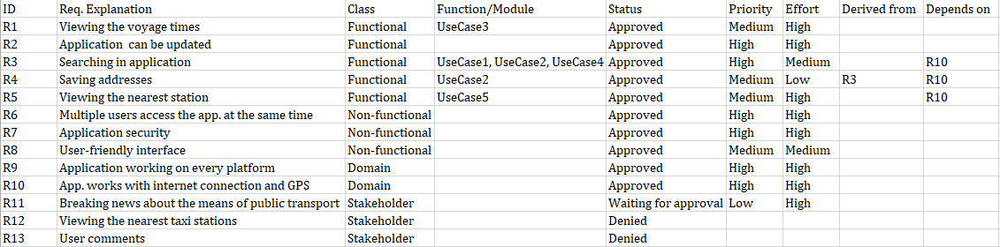 ID Req. Explanation Class Function/Module Status Priority Effort Derived from Depends on
R1 Viewing the voyage times Functional UseCase3 Approved Medium High
R2 Application can be updated Functional Approved High High
R3 Searching in application Functional UseCase1, UseCase2, UseCase4 Approved High Medium R10
R4 Saving addresses Functional UseCase2 Approved Medium Low R3 R10
R5 Viewing the nearest station Functional UseCase5 Approved Medium High R10
R6 Multiple users access the app. at the same time Non-functional Approved High High
R7 Application security Non-functional Approved High High
R8 User-friendly interface Non-functional Approved Medium Medium
R9 Application working on every platform Domain Approved High High
R10 App. works with internet connection and GPS Domain Approved High High
R11 Breaking news about the means of public transport Stakeholder Waiting for approval Low High
R12 Viewing the nearest taxi stations Stakeholder Denied
R13 User comments Stakeholder Denied